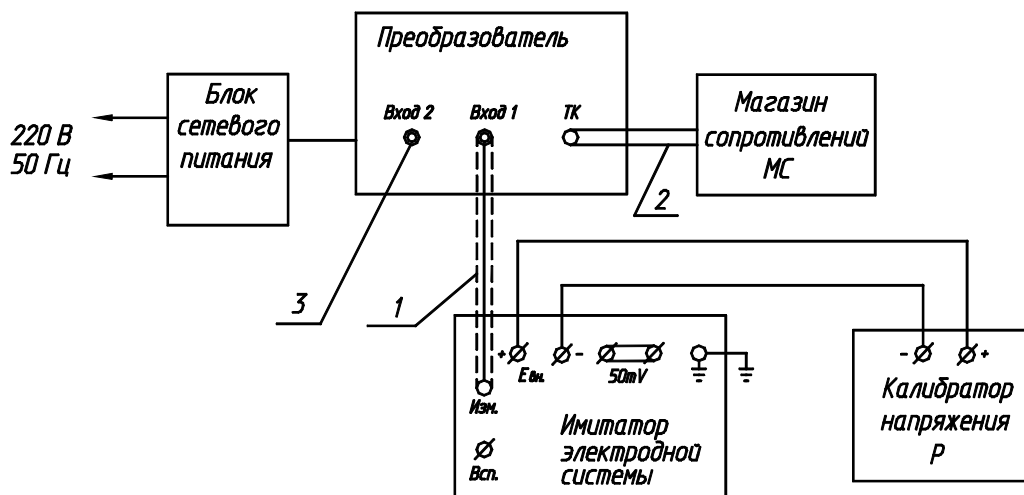 Преобразователь
Блок
сетевого
питания
220 В
50 Гц
Вход 2
Вход 1
ТК
Магазин
сопротивлений
МС
2
3
1
+
-
Е вн.
50mV
Изм.
Всп.
Имитатор
электродной
системы
-
+
Калибратор
напряжения
Р